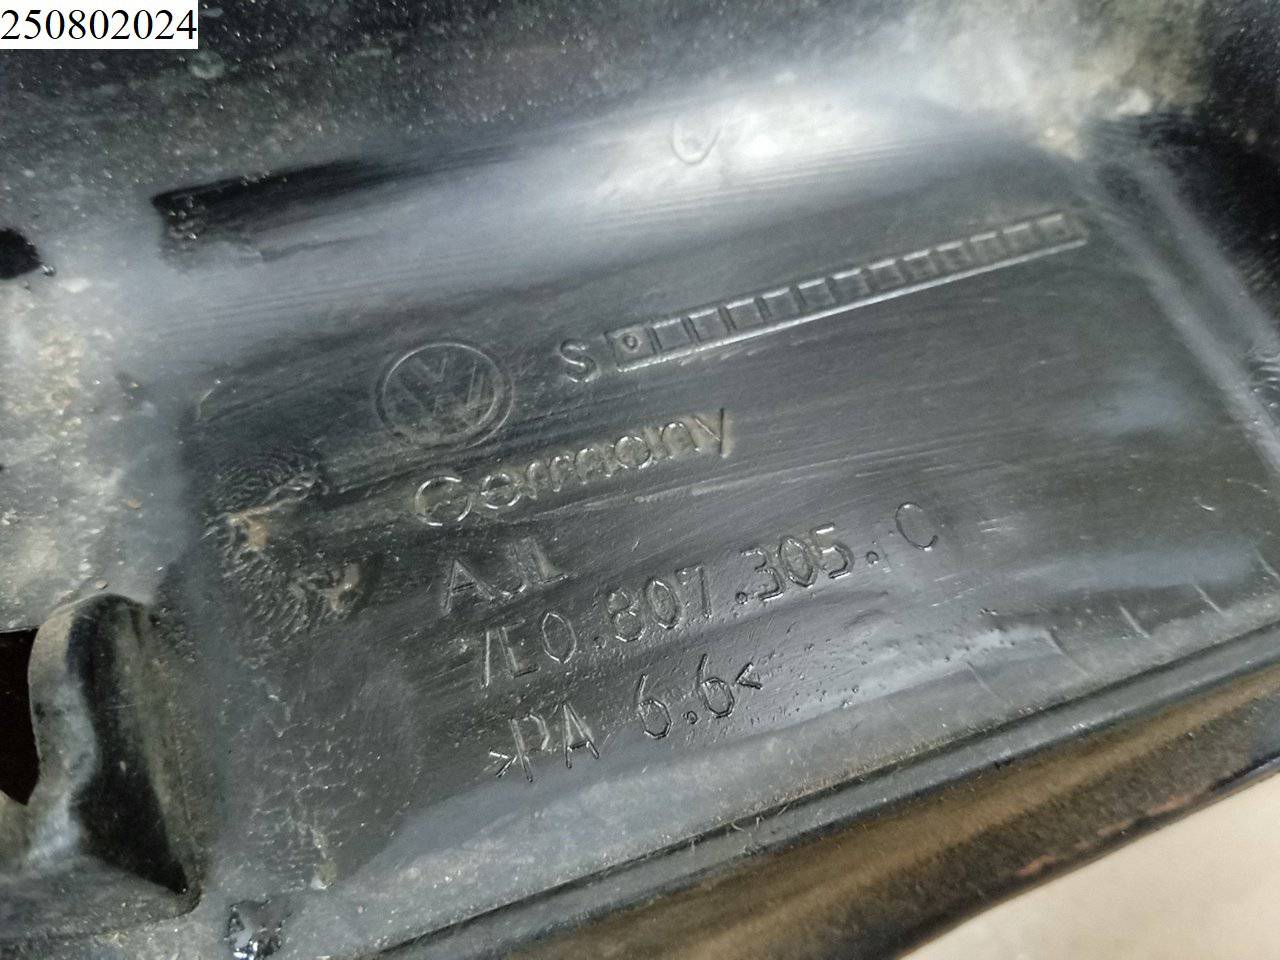 250802024
S
Germany
AJL
7E0.807.305. C
>PA 6.6<